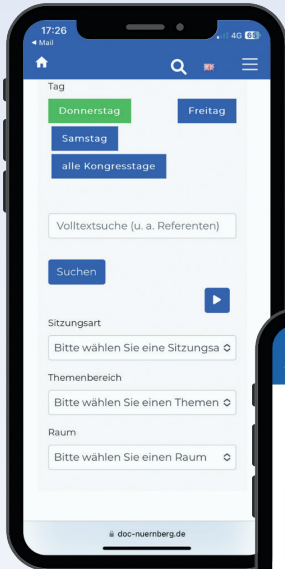 17:26
4G 63
◄ Mail
Tag
Donnerstag
Freitag
Samstag
alle Kongresstage
Volltextsuche (u. a. Referenten)
Suchen
Sitzungsart
Bitte wählen Sie eine Sitzungsa
Themenbereich
Bitte wählen Sie einen Themen
Raum
Bitte wählen Sie einen Raum
doc-nuernberg.de